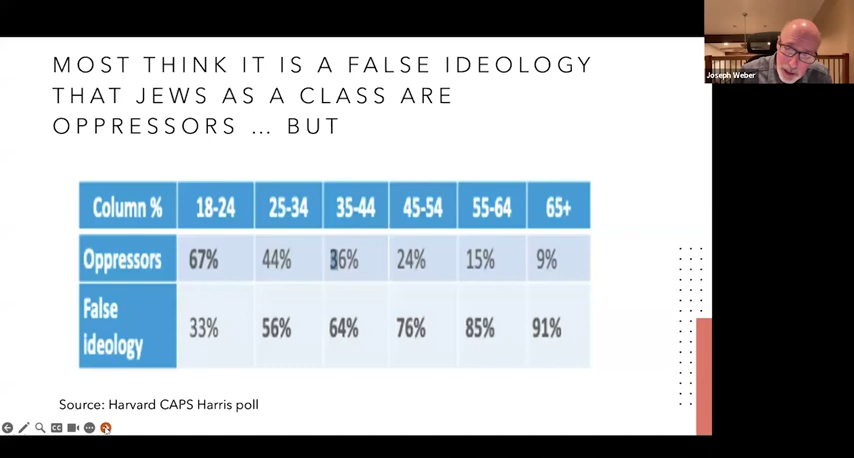 MOST THINK IT IS A FALSE IDEOLOGY
THAT JEWS AS A CLASS ARE
OPPRESSORS ... BUT
Joseph Weber
Column % 18-24 25-34 35-44 45-54 55-64 65+
Oppressors 67% 44% 36% 24% 15% 9%
False
ideology 33% 56% 64% 76% 85% 91%
Source: Harvard CAPS Harris poll
CC